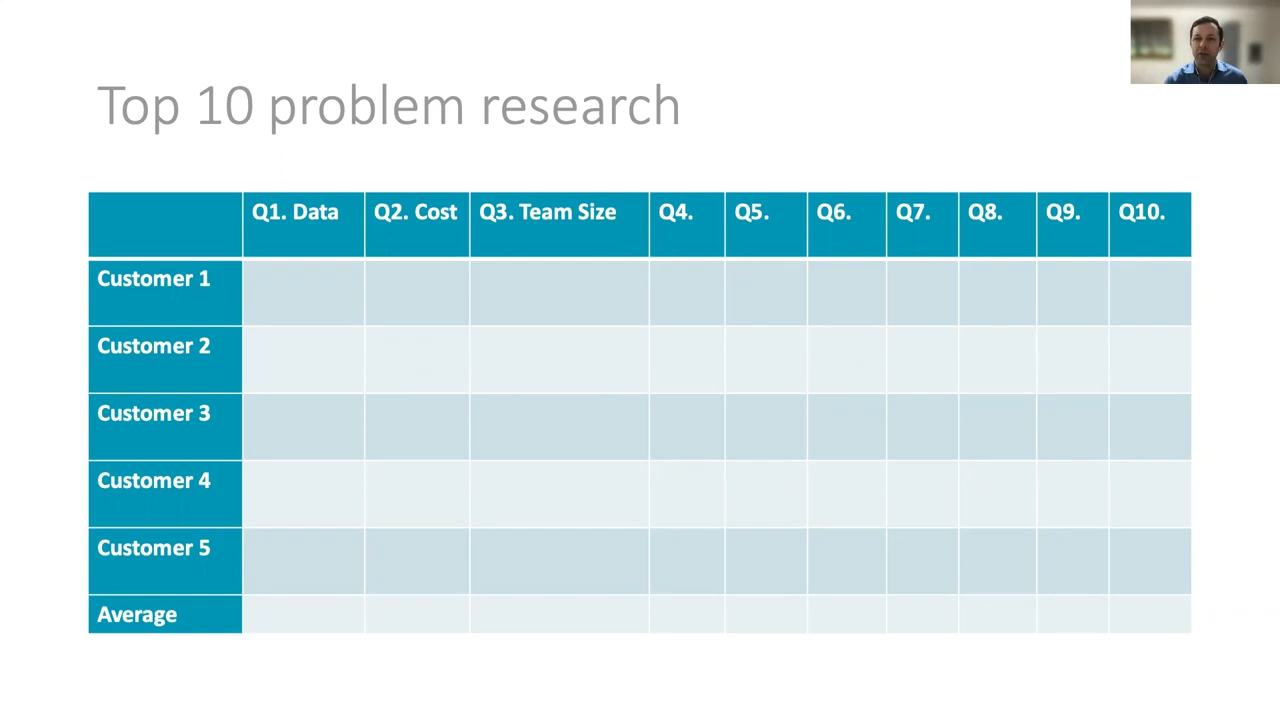 Top 10 problem research
Q1. Data Q2. Cost Q3. Team Size Q4. Q5. Q6. Q7. Q8. Q9. Q10.
Customer 1
Customer 2
Customer 3
Customer 4
Customer 5
Average